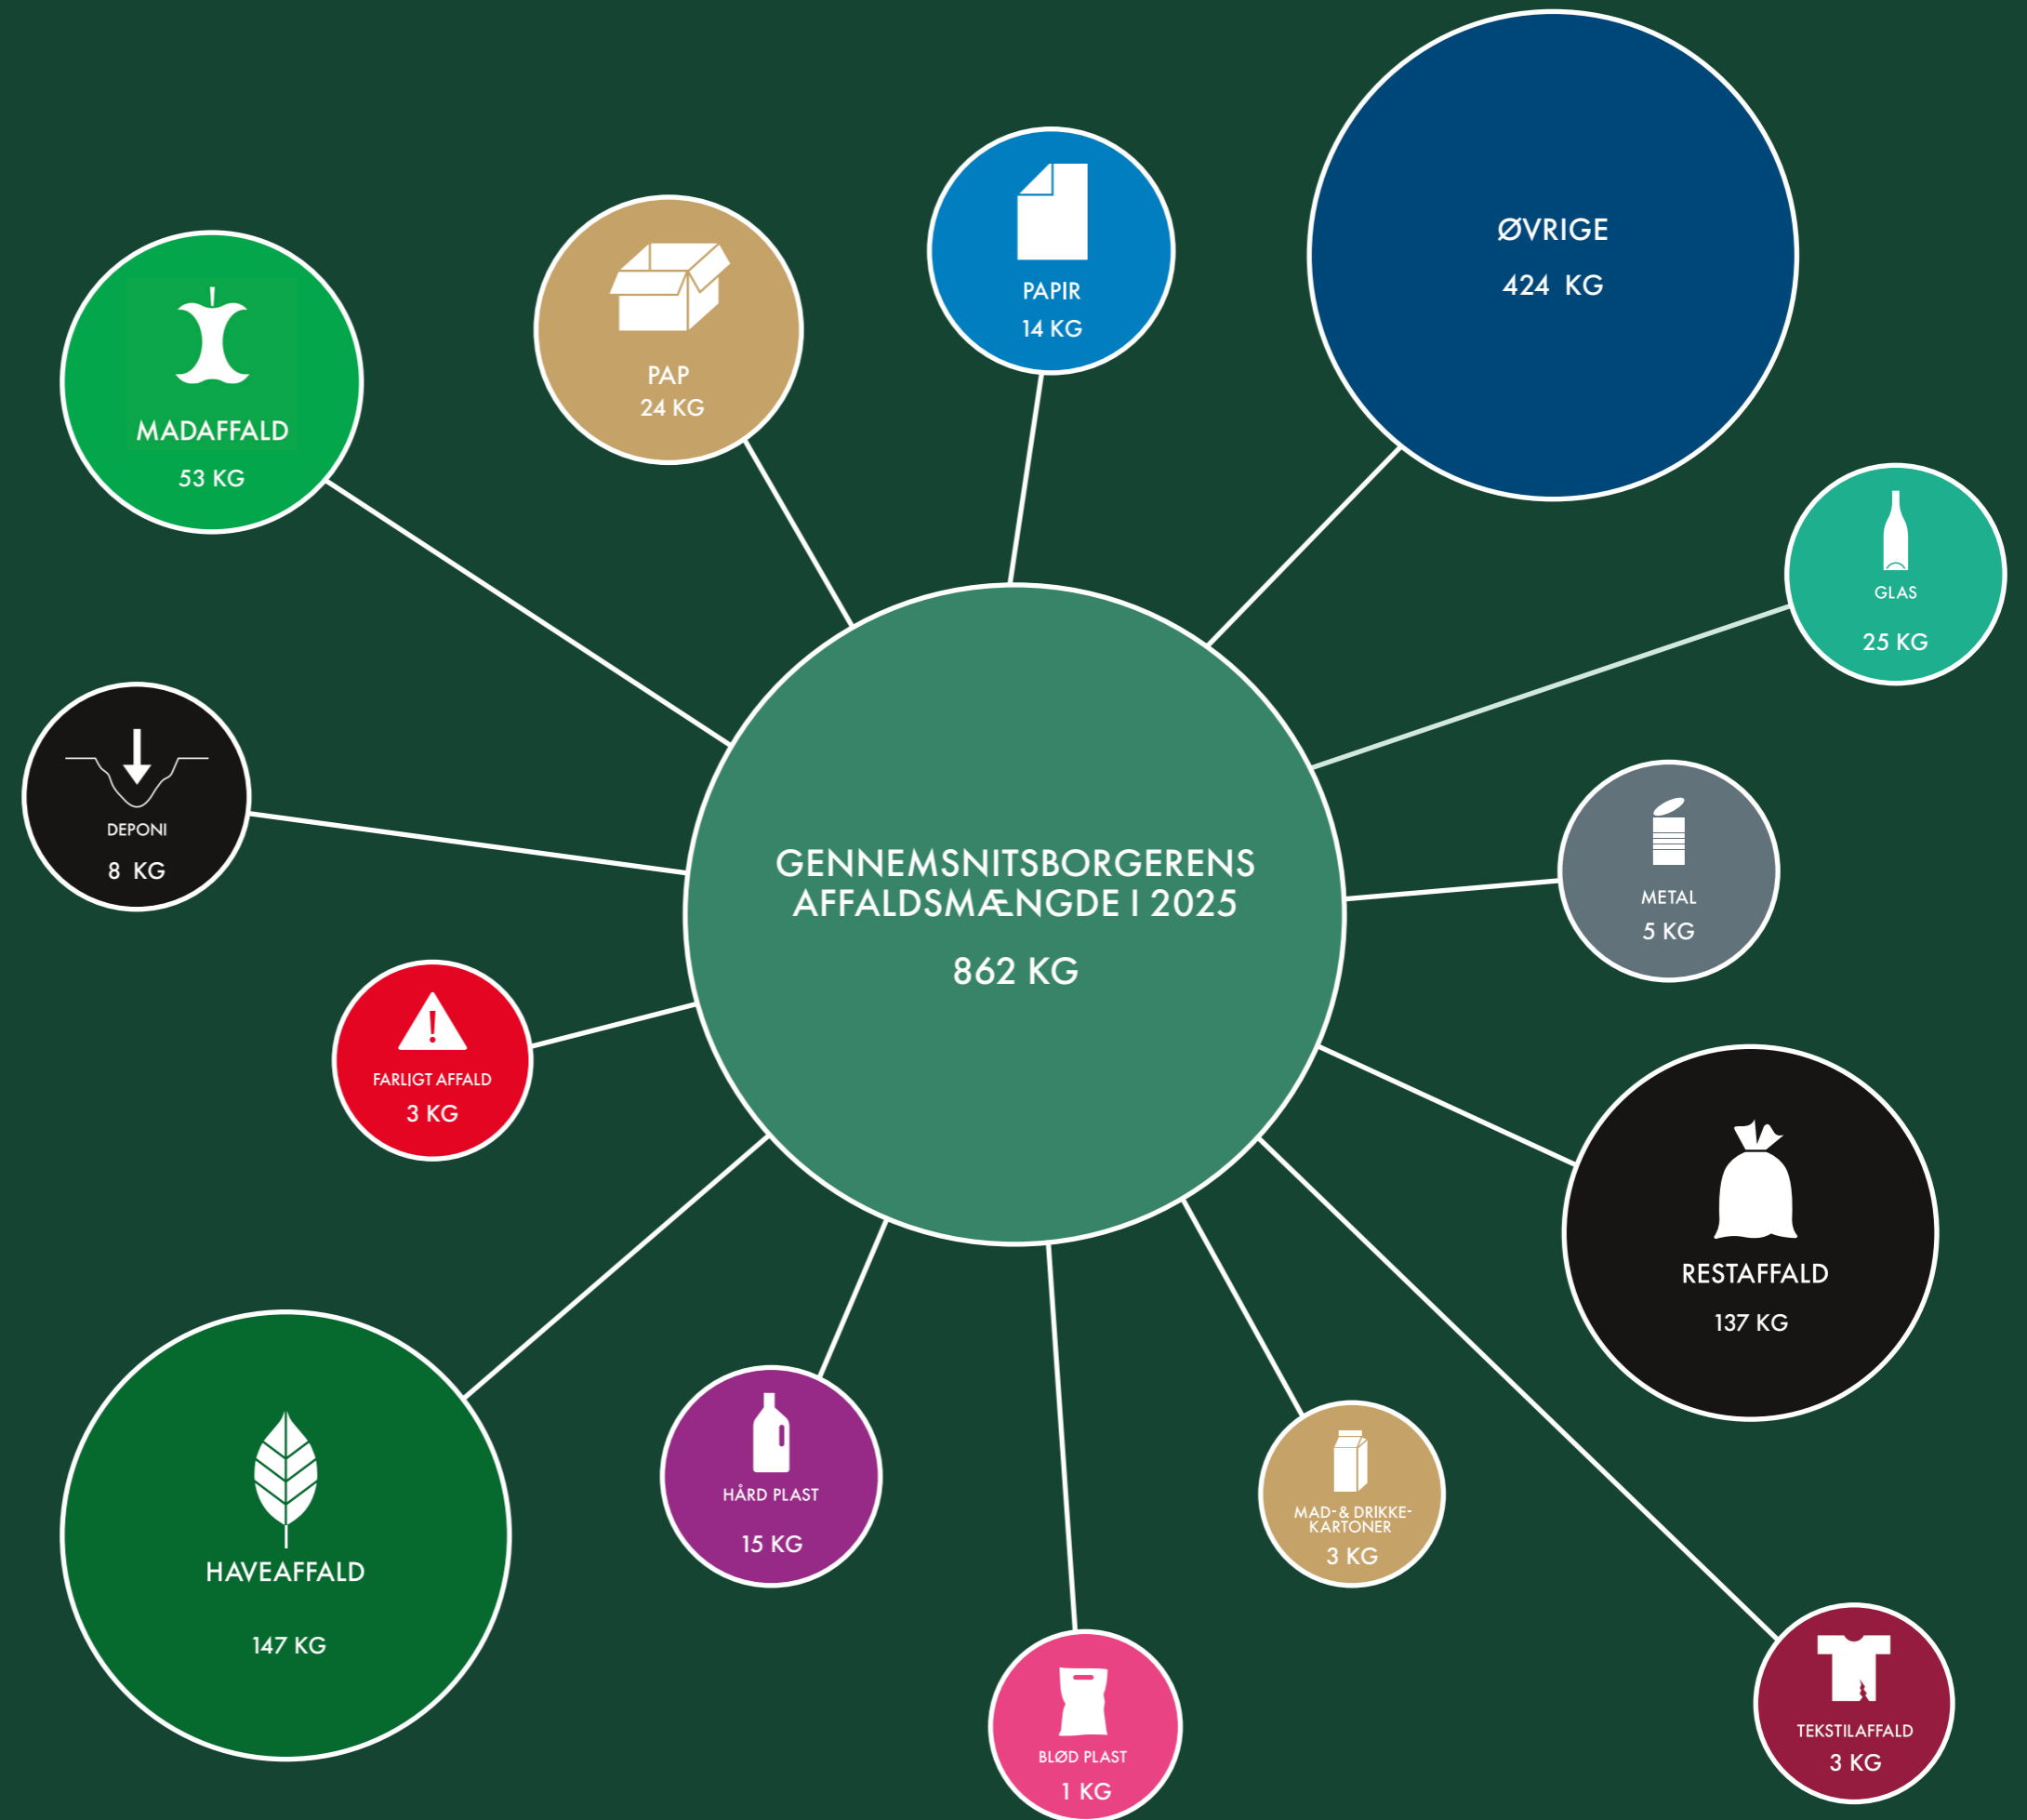 ØVRIGE
424 KG
PAPIR
14 KG
PAP
24 KG
MADAFFALD
53 KG
GLAS
25 KG
DEPONI
8 KG
GENNEMSNITSBORGERENS
AFFALDSMÆNGDE I 2025
862 KG
METAL
5 KG
FARLIGT AFFALD
3 KG
RESTAFFALD
137 KG
HAVEAFFALD
147 KG
HÅRD PLAST
15 KG
MAD- & DRIKKE-
KARTONER
3 KG
BLØD PLAST
1 KG
TEKSTILAFFALD
3 KG